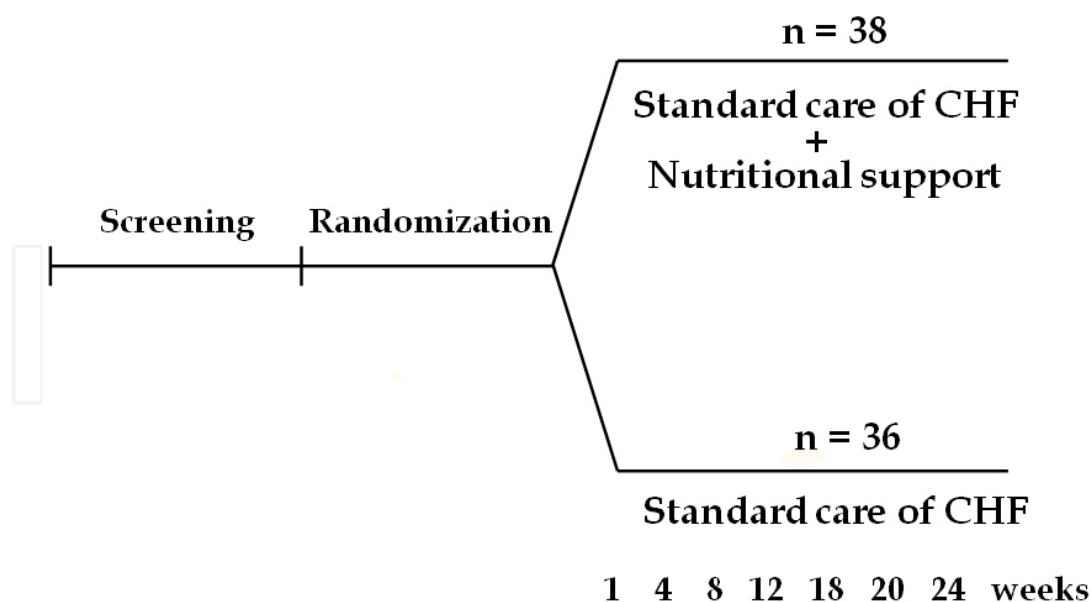 n = 38
Standard care of CHF
+
Nutritional support
Screening
Randomization
n = 36
Standard care of CHF
1 4 8 12 18 20 24 weeks